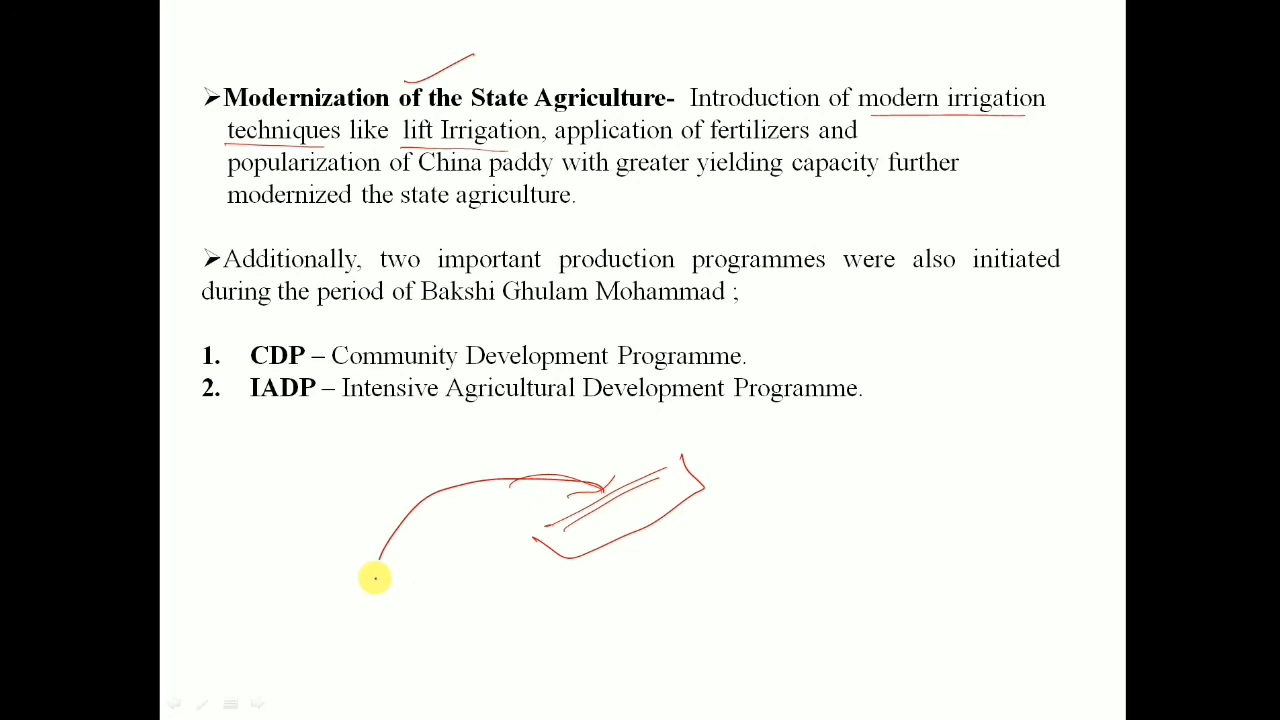 ➢Modernization of the State Agriculture- Introduction of modern irrigation
techniques like lift Irrigation, application of fertilizers and
popularization of China paddy with greater yielding capacity further
modernized the state agriculture.
➢Additionally, two important production programmes were also initiated
during the period of Bakshi Ghulam Mohammad ;
1. CDP – Community Development Programme.
2. IADP – Intensive Agricultural Development Programme.